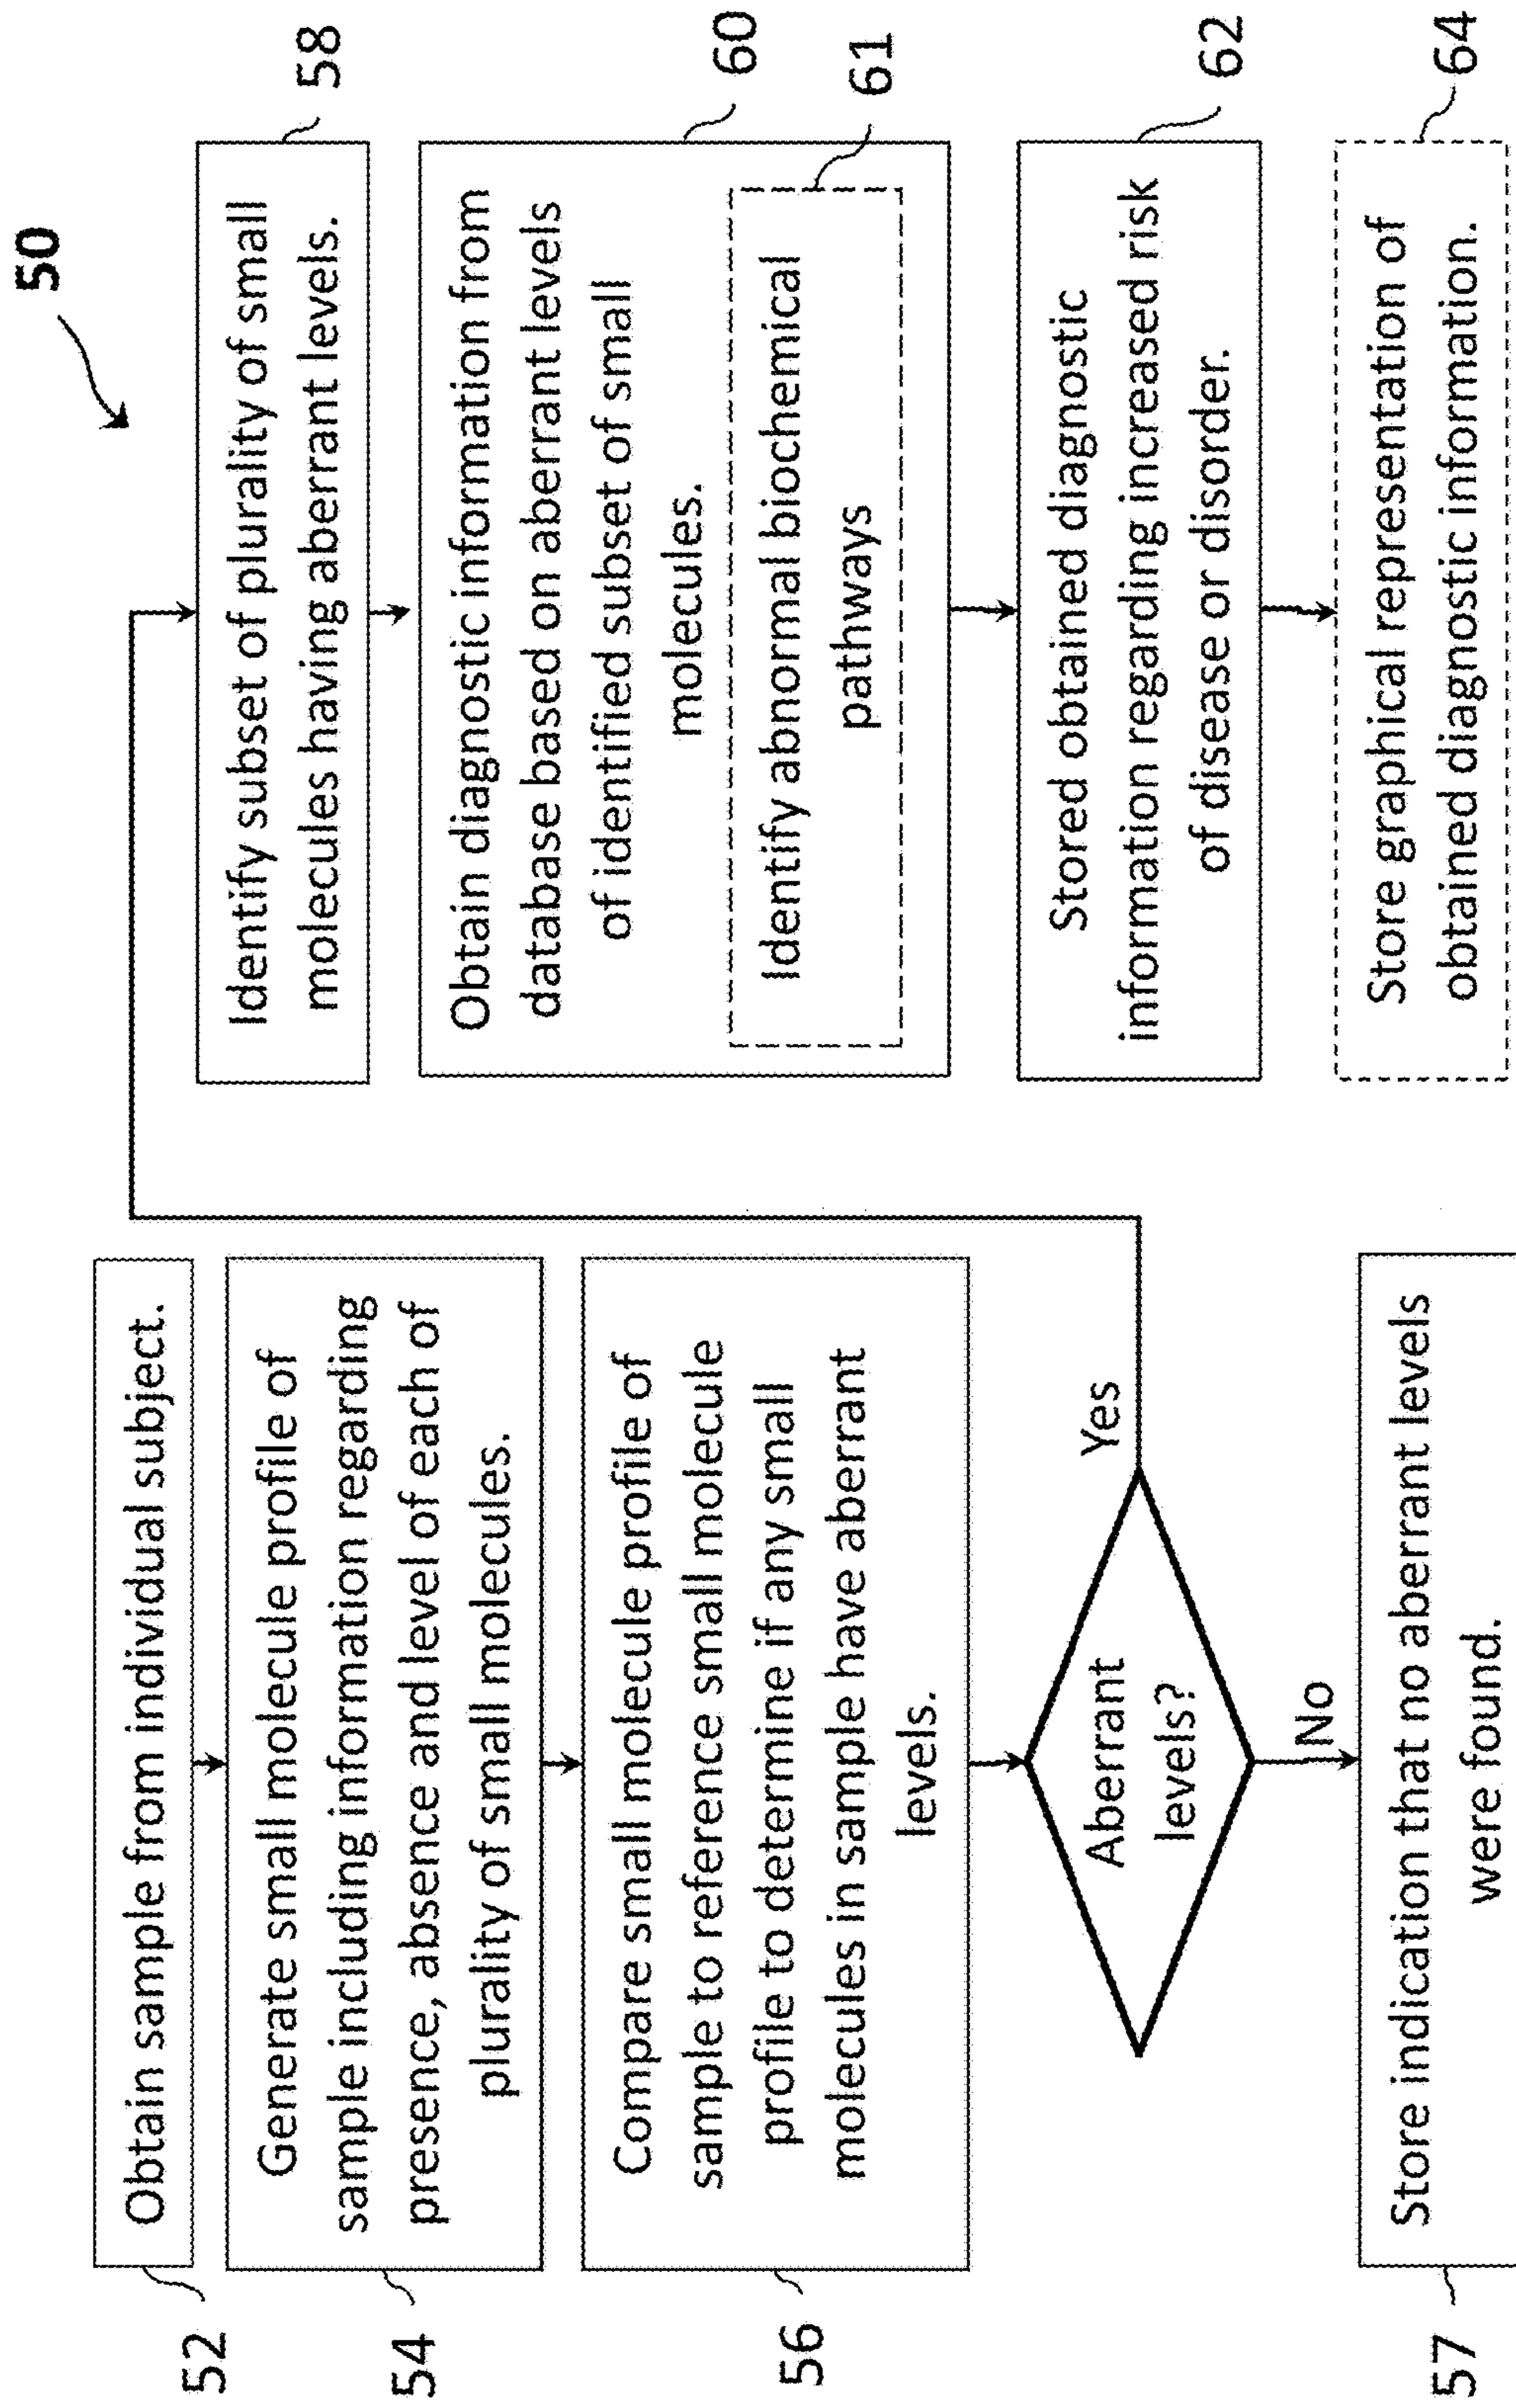 50
52
Obtain sample from individual subject.
54
Generate small molecule profile of
sample including information regarding
presence, absence and level of each of
plurality of small molecules.
56
Compare small molecule profile of
sample to reference small molecule
profile to determine if any small
molecules in sample have aberrant
levels.
Aberrant
levels?
Yes
No
57
Store indication that no aberrant levels
were found.
58
Identify subset of plurality of small
molecules having aberrant levels.
60
Obtain diagnostic information from
database based on aberrant levels
of identified subset of small
molecules.
61
Identify abnormal biochemical
pathways
62
Stored obtained diagnostic
information regarding increased risk
of disease or disorder.
64
Store graphical representation of
obtained diagnostic information.